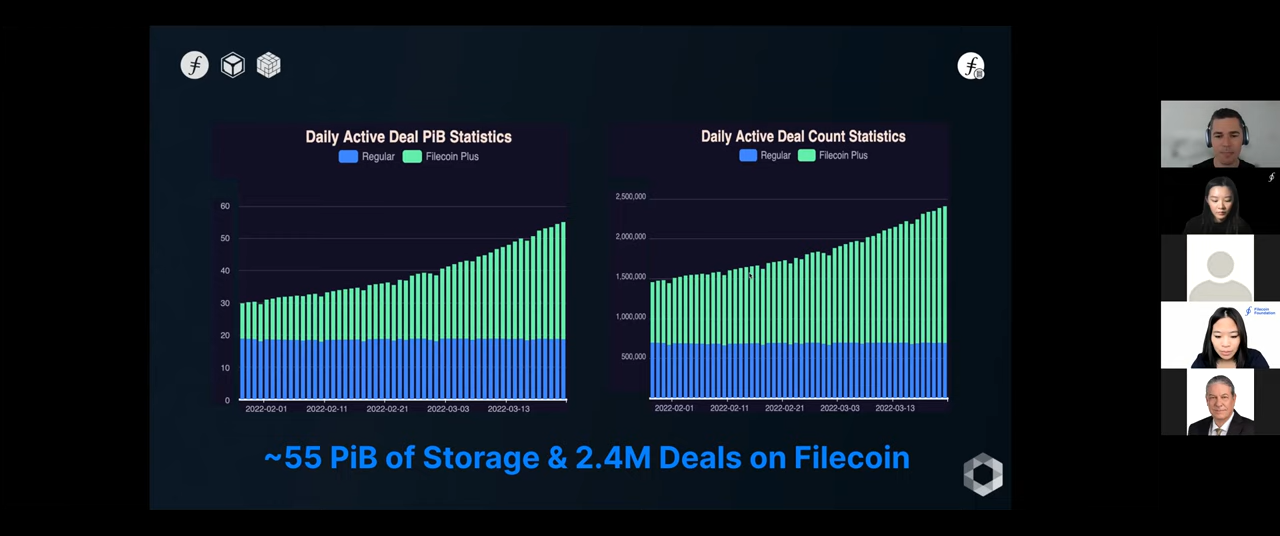 Daily Active Deal PiB Statistics
Regular Filecoin Plus
60
50
40
30
20
10
0
2022-02-01 2022-02-11 2022-02-21 2022-03-03 2022-03-13
Daily Active Deal Count Statistics
Regular Filecoin Plus
2,500,000
2,000,000
1,500,000
1,000,000
500,000
2022-02-01 2022-02-11 2022-02-21 2022-03-03 2022-03-13
~55 PiB of Storage & 2.4M Deals on Filecoin
Filecoin
Foundation